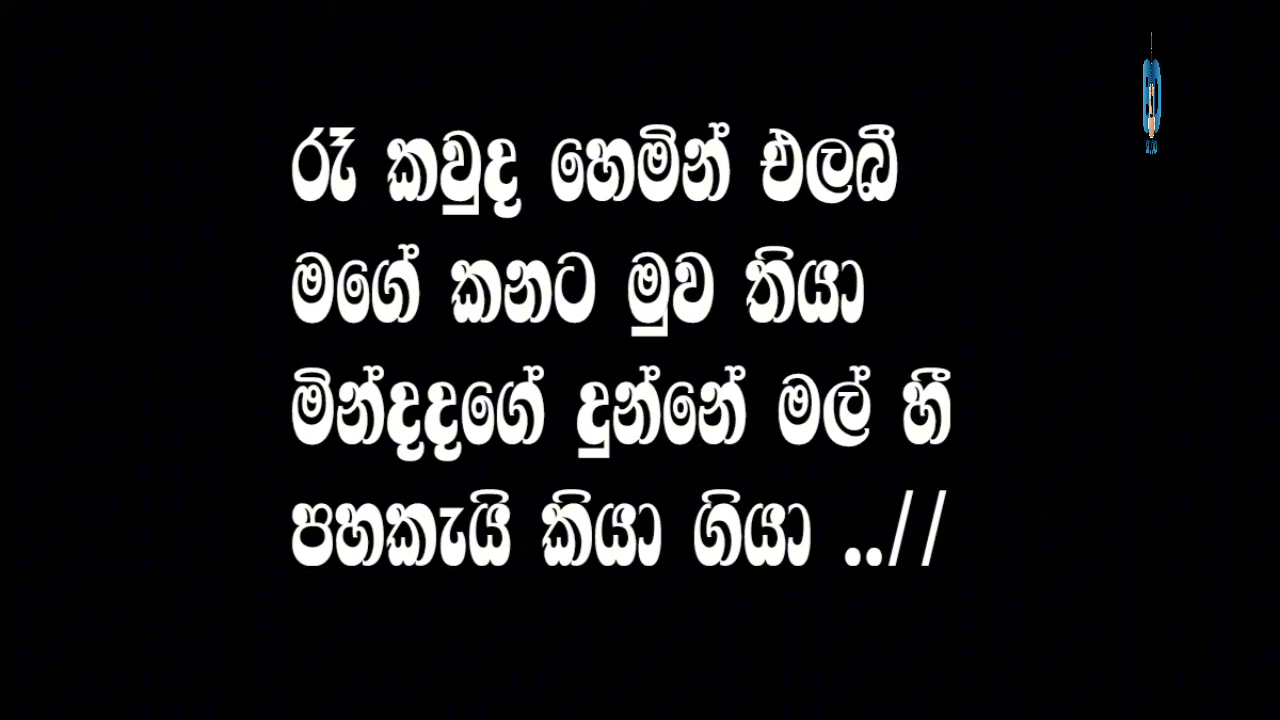 රෑ කවුද හෙමින් එලබී
මගේ කනට මුව තියා
මින්දදගේ දුන්නේ මල් හී
පහකැයි කියා ගියා ..//